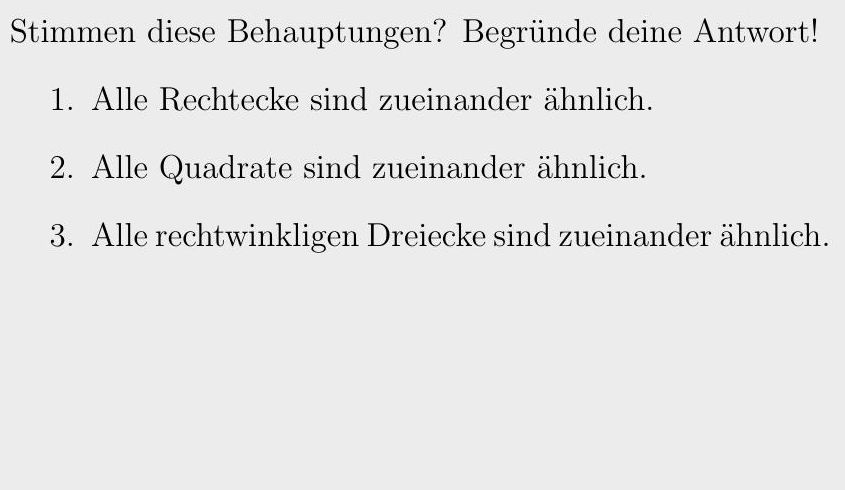 Stimmen diese Behauptungen? Begründe deine Antwort!
1. Alle Rechtecke sind zueinander ähnlich.
2. Alle Quadrate sind zueinander ähnlich.
3. Alle rechtwinkligen Dreiecke sind zueinander ähnlich.